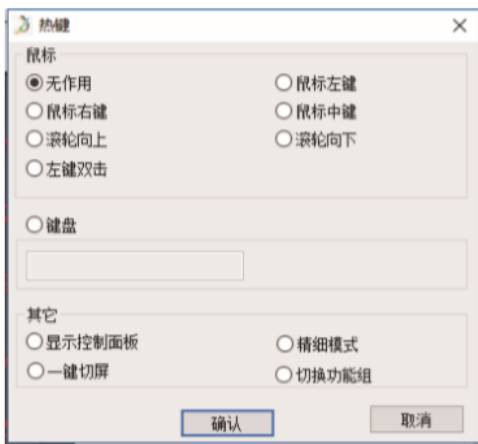 热键
鼠标
无作用 鼠标左键
鼠标右键 鼠标中键
滚轮向上 滚轮向下
左键双击
键盘
其它
显示控制面板 精细模式
一键切屏 切换功能组
确认 取消